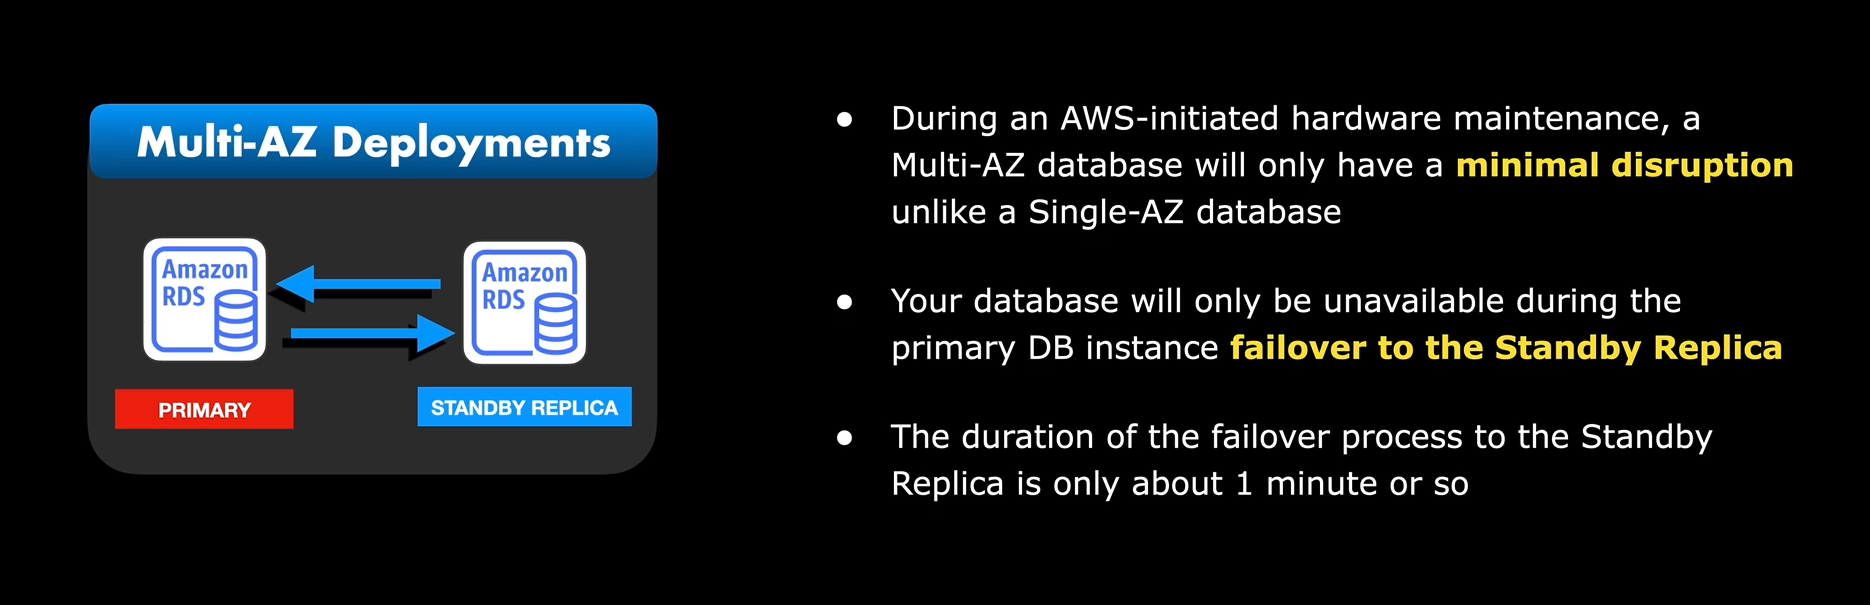 Multi-AZ Deployments
Amazon
RDS
Amazon
RDS
PRIMARY
STANDBY REPLICA
● During an AWS-initiated hardware maintenance, a
Multi-AZ database will only have a minimal disruption
unlike a Single-AZ database
● Your database will only be unavailable during the
primary DB instance failover to the Standby Replica
● The duration of the failover process to the Standby
Replica is only about 1 minute or so